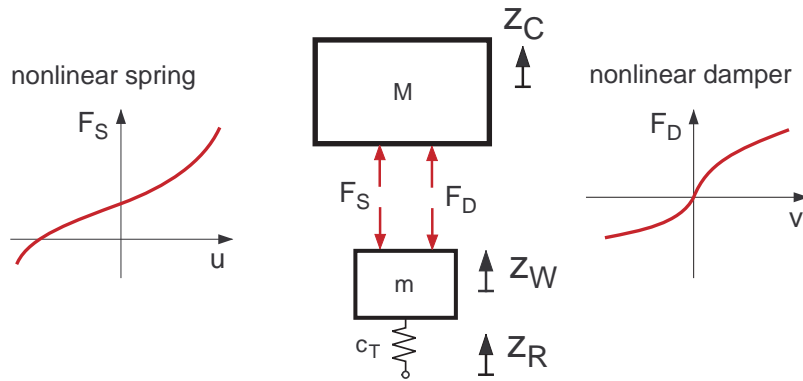 nonlinear spring
F_S
u
z_C
M
F_S
F_D
m
z_W
c_T
z_R
nonlinear damper
F_D
v